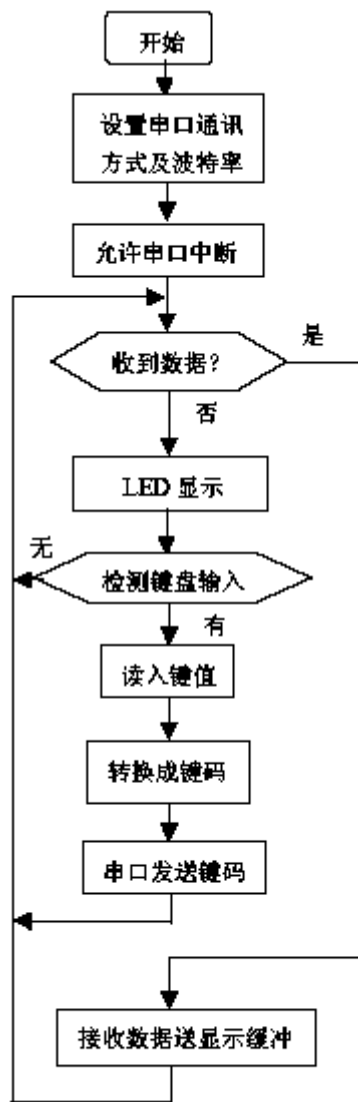 开始
设置串口通讯
方式及波特率
允许串口中断
收到数据?
是
否
LED 显示
无
检测键盘输入
有
读入键值
转换成键码
串口发送键码
接收数据送显示缓冲